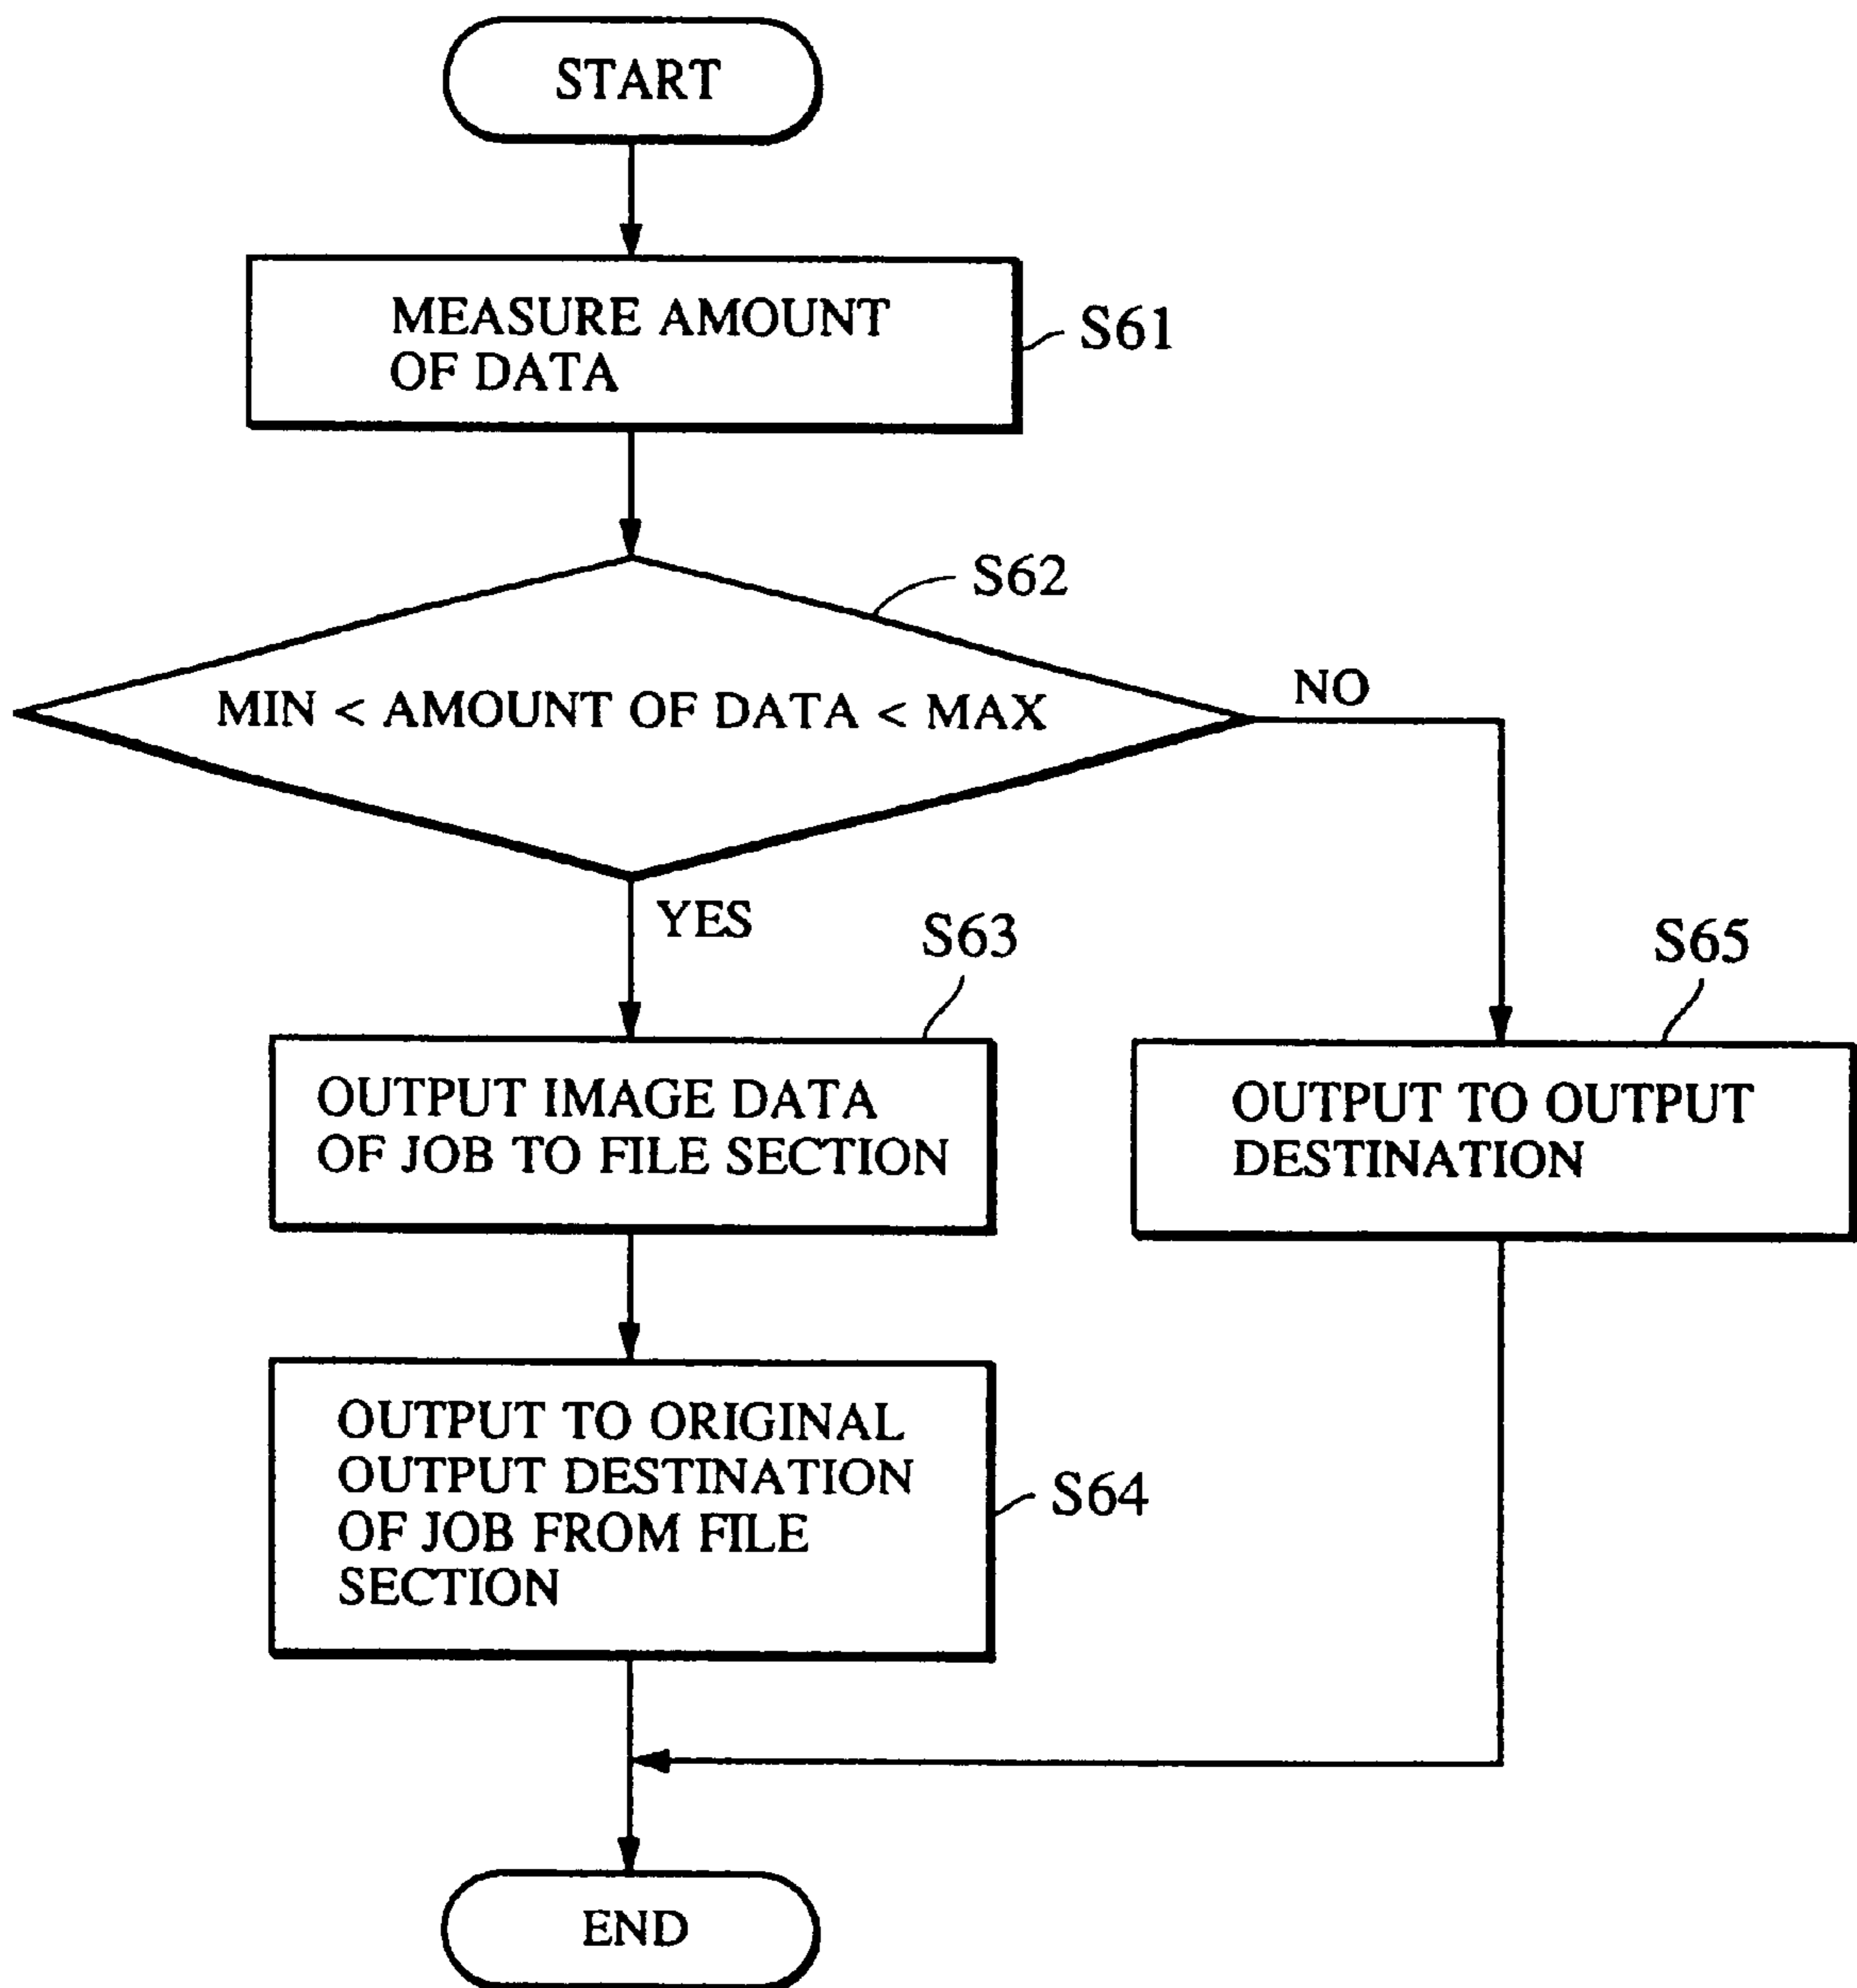 START
MEASURE AMOUNT
OF DATA
S61
S62
MIN < AMOUNT OF DATA < MAX
NO
YES
S63
OUTPUT IMAGE DATA
OF JOB TO FILE SECTION
S65
OUTPUT TO OUTPUT
DESTINATION
OUTPUT TO ORIGINAL
OUTPUT DESTINATION
OF JOB FROM FILE
SECTION
S64
END